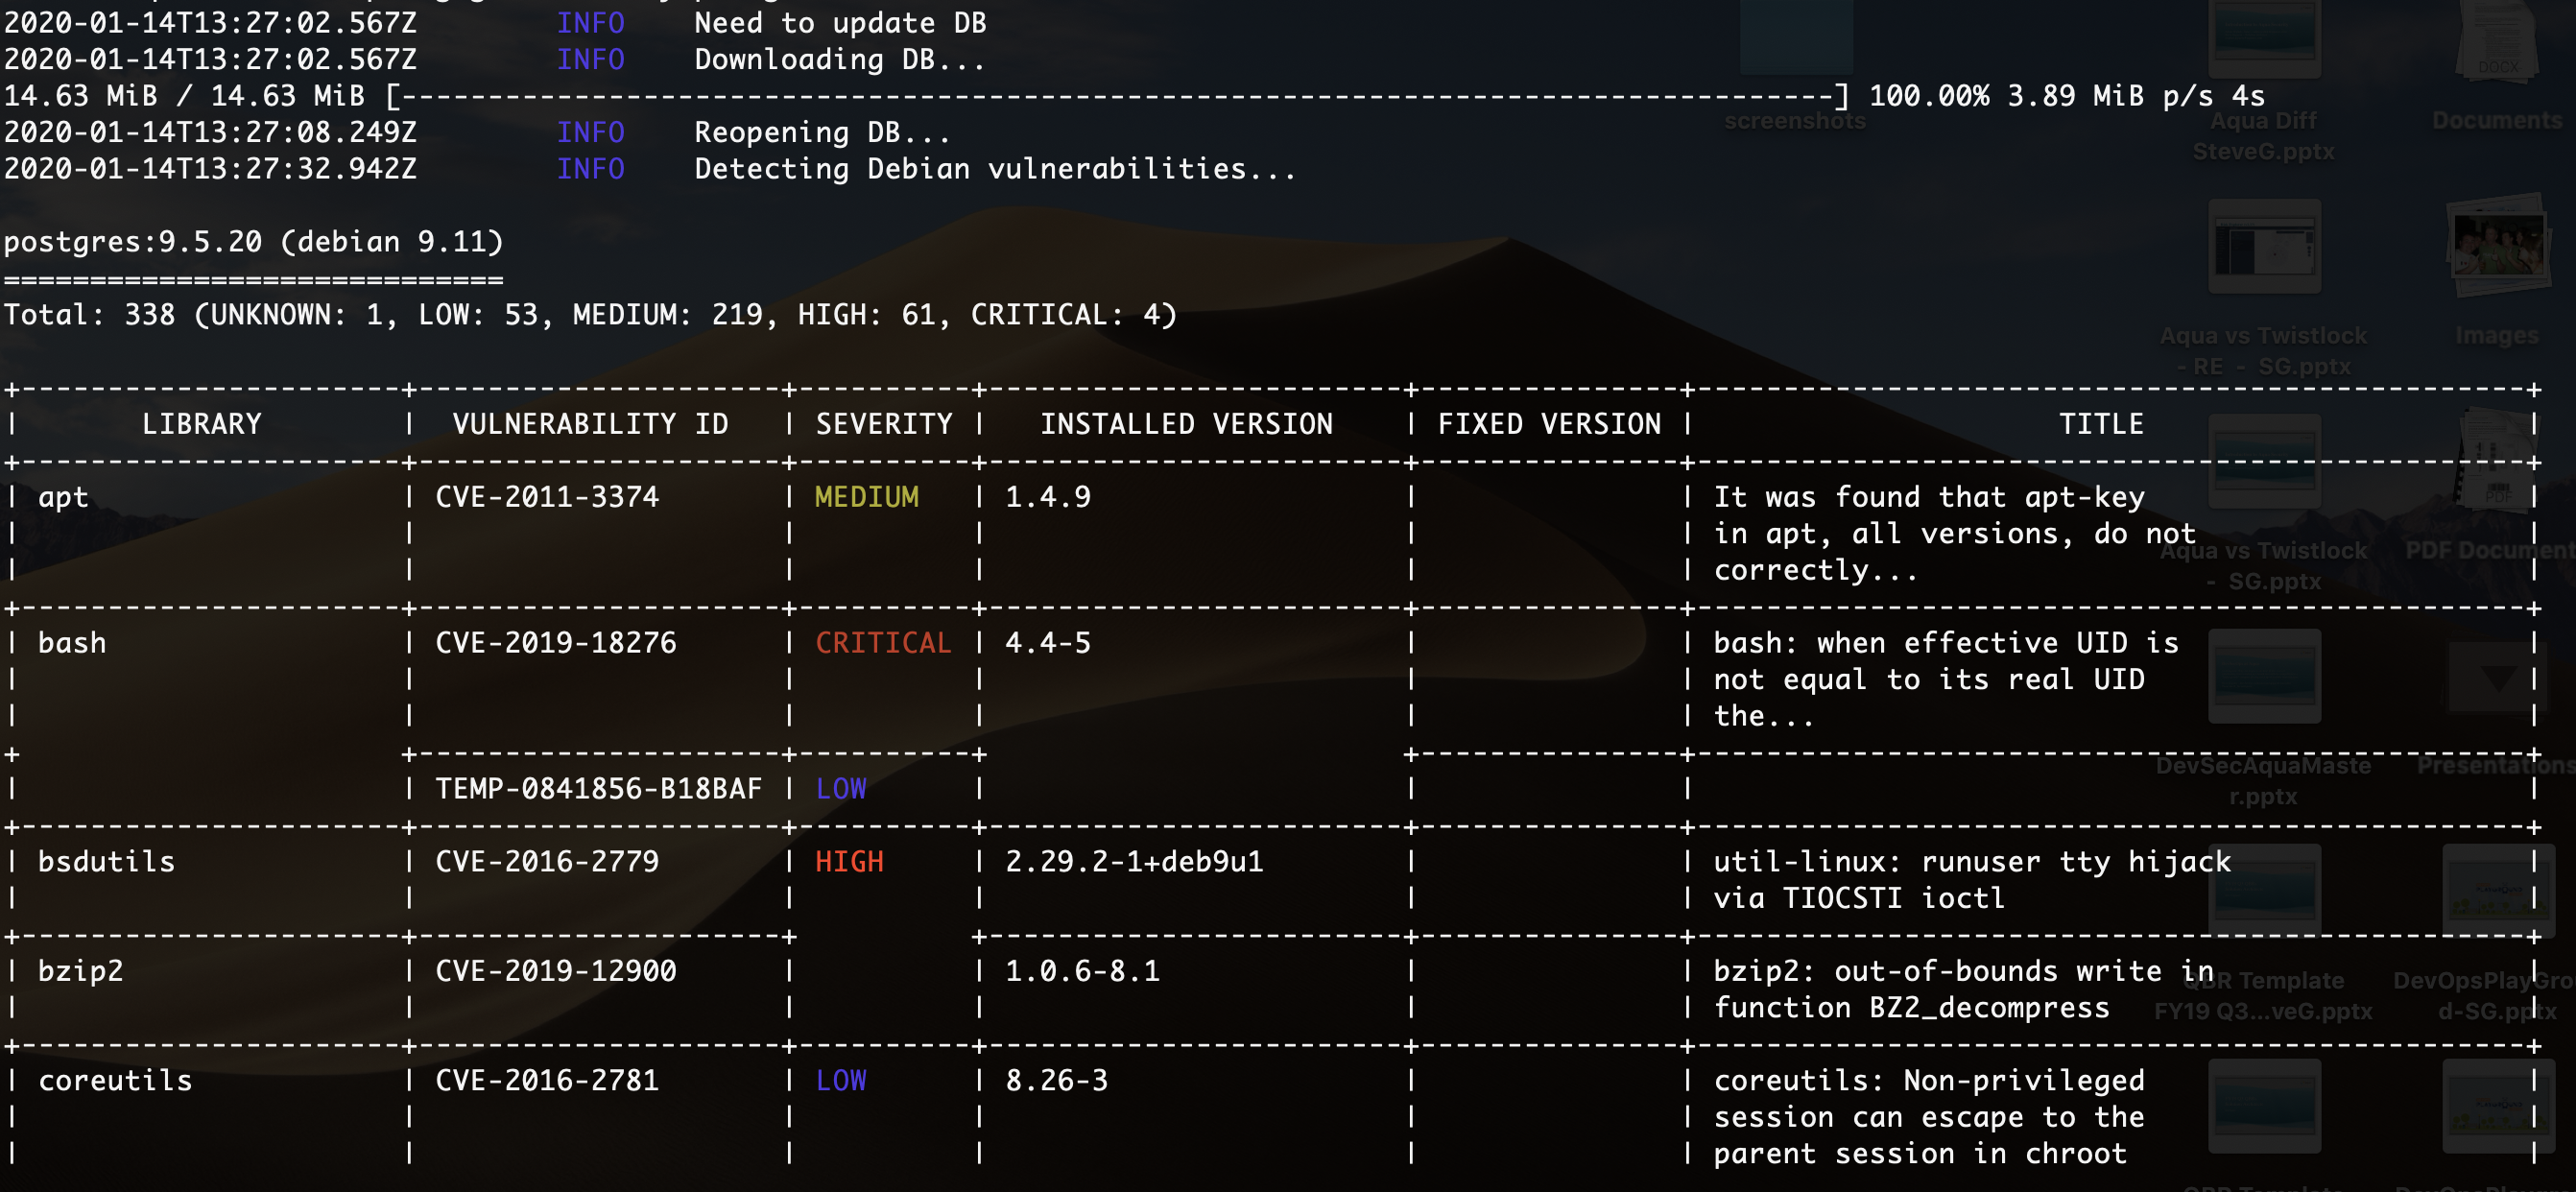 2020-01-14T13:27:02.567Z        INFO    Need to update DB
2020-01-14T13:27:02.567Z        INFO    Downloading DB...
14.63 MiB / 14.63 MiB [-----------------------------------------------------------------------------------] 100.00% 3.89 MiB p/s 4s
2020-01-14T13:27:08.249Z        INFO    Reopening DB...
2020-01-14T13:27:32.942Z        INFO    Detecting Debian vulnerabilities...
postgres:9.5.20 (debian 9.11)
=============================
Total: 338 (UNKNOWN: 1, LOW: 53, MEDIUM: 219, HIGH: 61, CRITICAL: 4)
LIBRARY | VULNERABILITY ID | SEVERITY | INSTALLED VERSION | FIXED VERSION | TITLE
apt | CVE-2011-3374 | MEDIUM | 1.4.9 | | It was found that apt-key
in apt, all versions, do not
correctly...
bash | CVE-2019-18276 | CRITICAL | 4.4-5 | | bash: when effective UID is
not equal to its real UID
the...
TEMP-0841856-B18BAF | LOW
bsdutils | CVE-2016-2779 | HIGH | 2.29.2-1+deb9u1 | | util-linux: runuser tty hijack
via TIOCSTI ioctl
bzip2 | CVE-2019-12900 | | 1.0.6-8.1 | | bzip2: out-of-bounds write in
function BZ2_decompress
coreutils | CVE-2016-2781 | LOW | 8.26-3 | | coreutils: Non-privileged
session can escape to the
parent session in chroot
screenshots
Aqua Diff
SteveG.pptx
Documents
DOCX
Aqua vs Twistlock
- RE - SG.pptx
Images
Aqua vs Twistlock
- SG.pptx
PDF
PDF Document
DevSecAquaMaste
r.pptx
Presentations
QBR Template
FY19 Q3...veG.pptx
DevOpsPlayGrou
d-SG.pptx
QBR Template